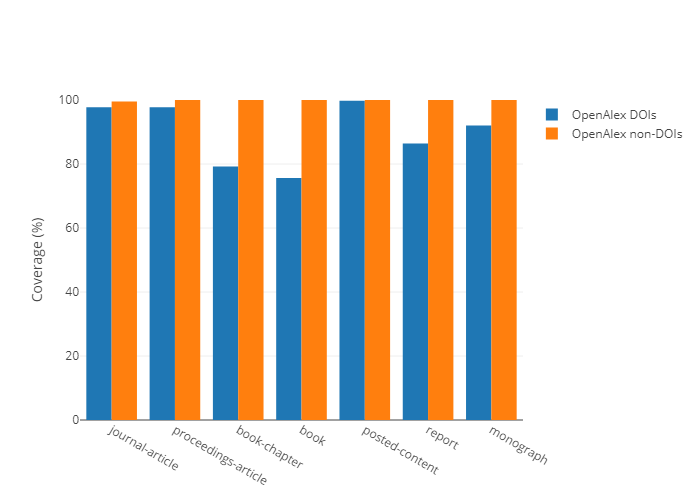 100
80
60
40
20
0
Coverage (%)
journal-article
proceedings-article
book-chapter
book
posted-content
report
monograph
OpenAlex DOIs
OpenAlex non-DOIs